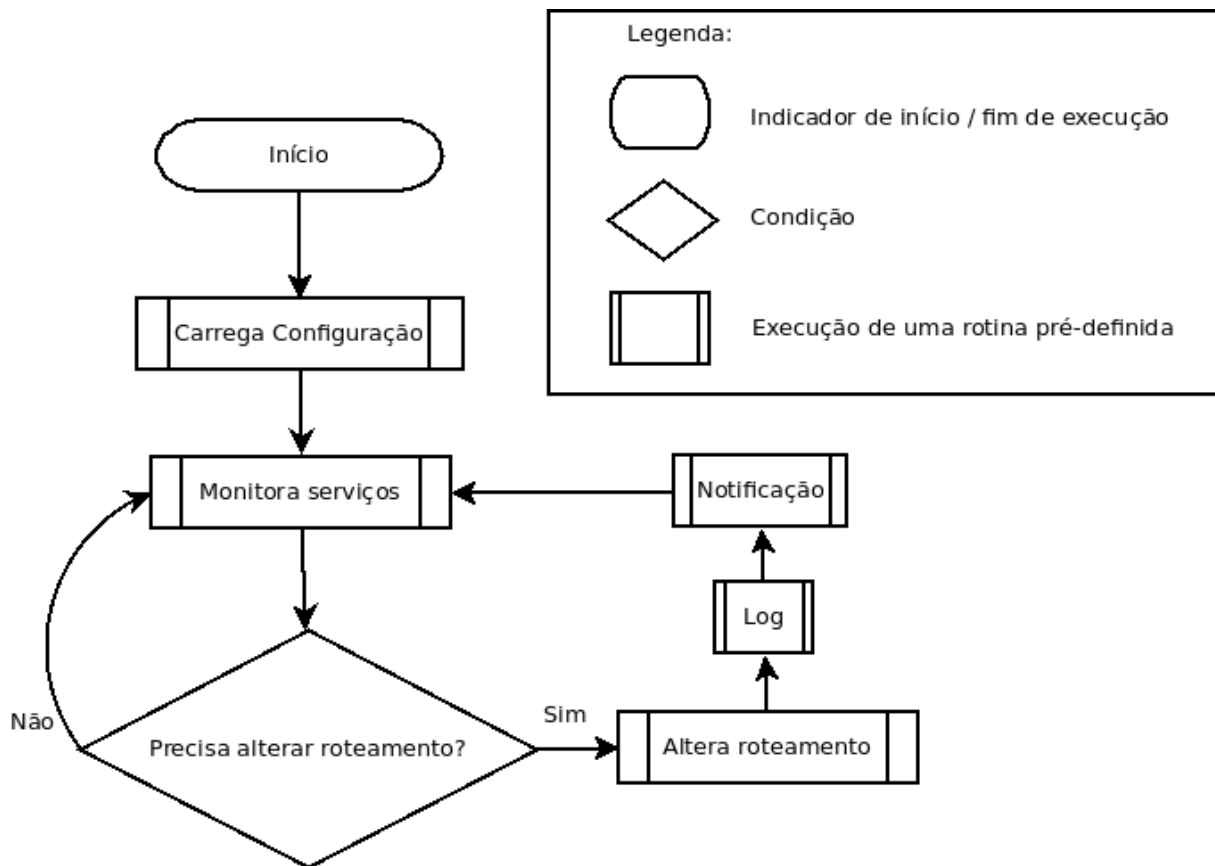 Legenda:
Indicador de início / fim de execução
Condição
Execução de uma rotina pré-definida
Início
Carrega Configuração
Monitora serviços
Notificação
Log
Não
Precisa alterar roteamento?
Sim
Altera roteamento